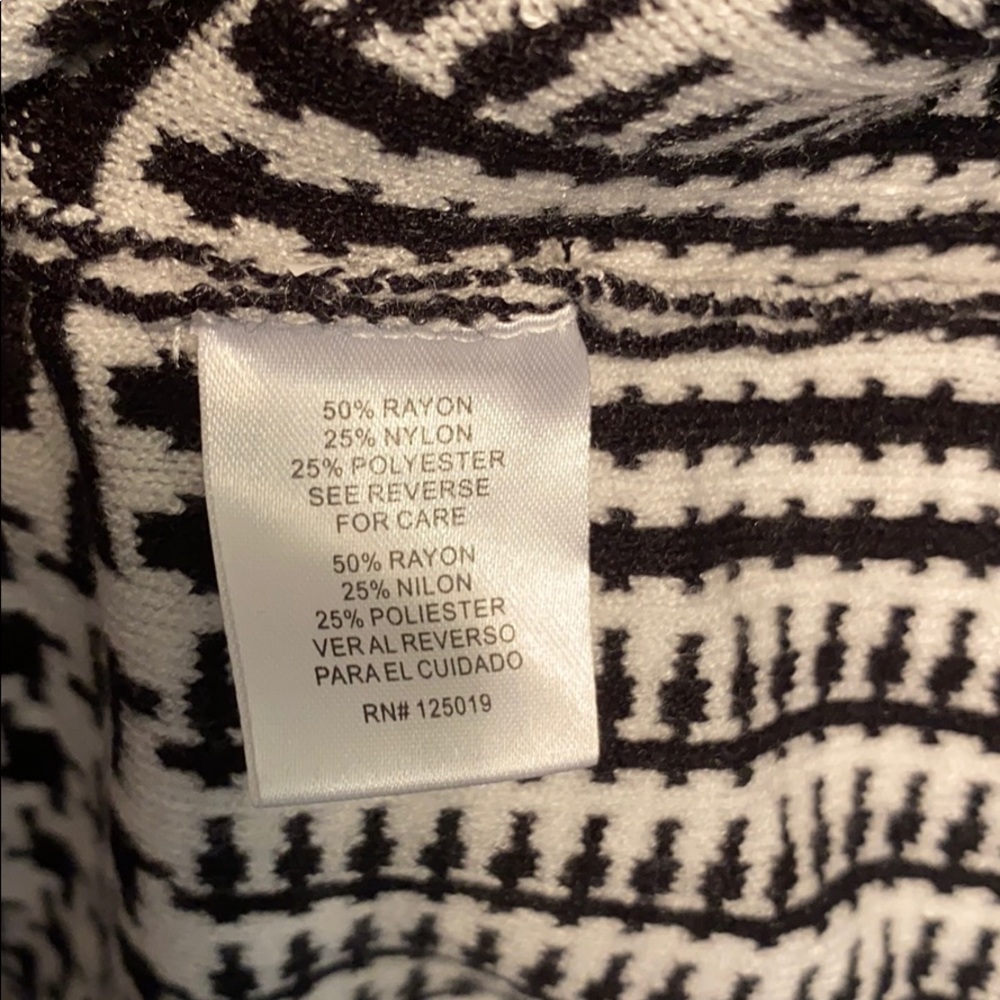 50% RAYON
25% NYLON
25% POLYESTER
SEE REVERSE
FOR CARE
50% RAYON
25% NILON
25% POLIESTER
VER AL REVERSO
PARA EL CUIDADO
RN# 125019